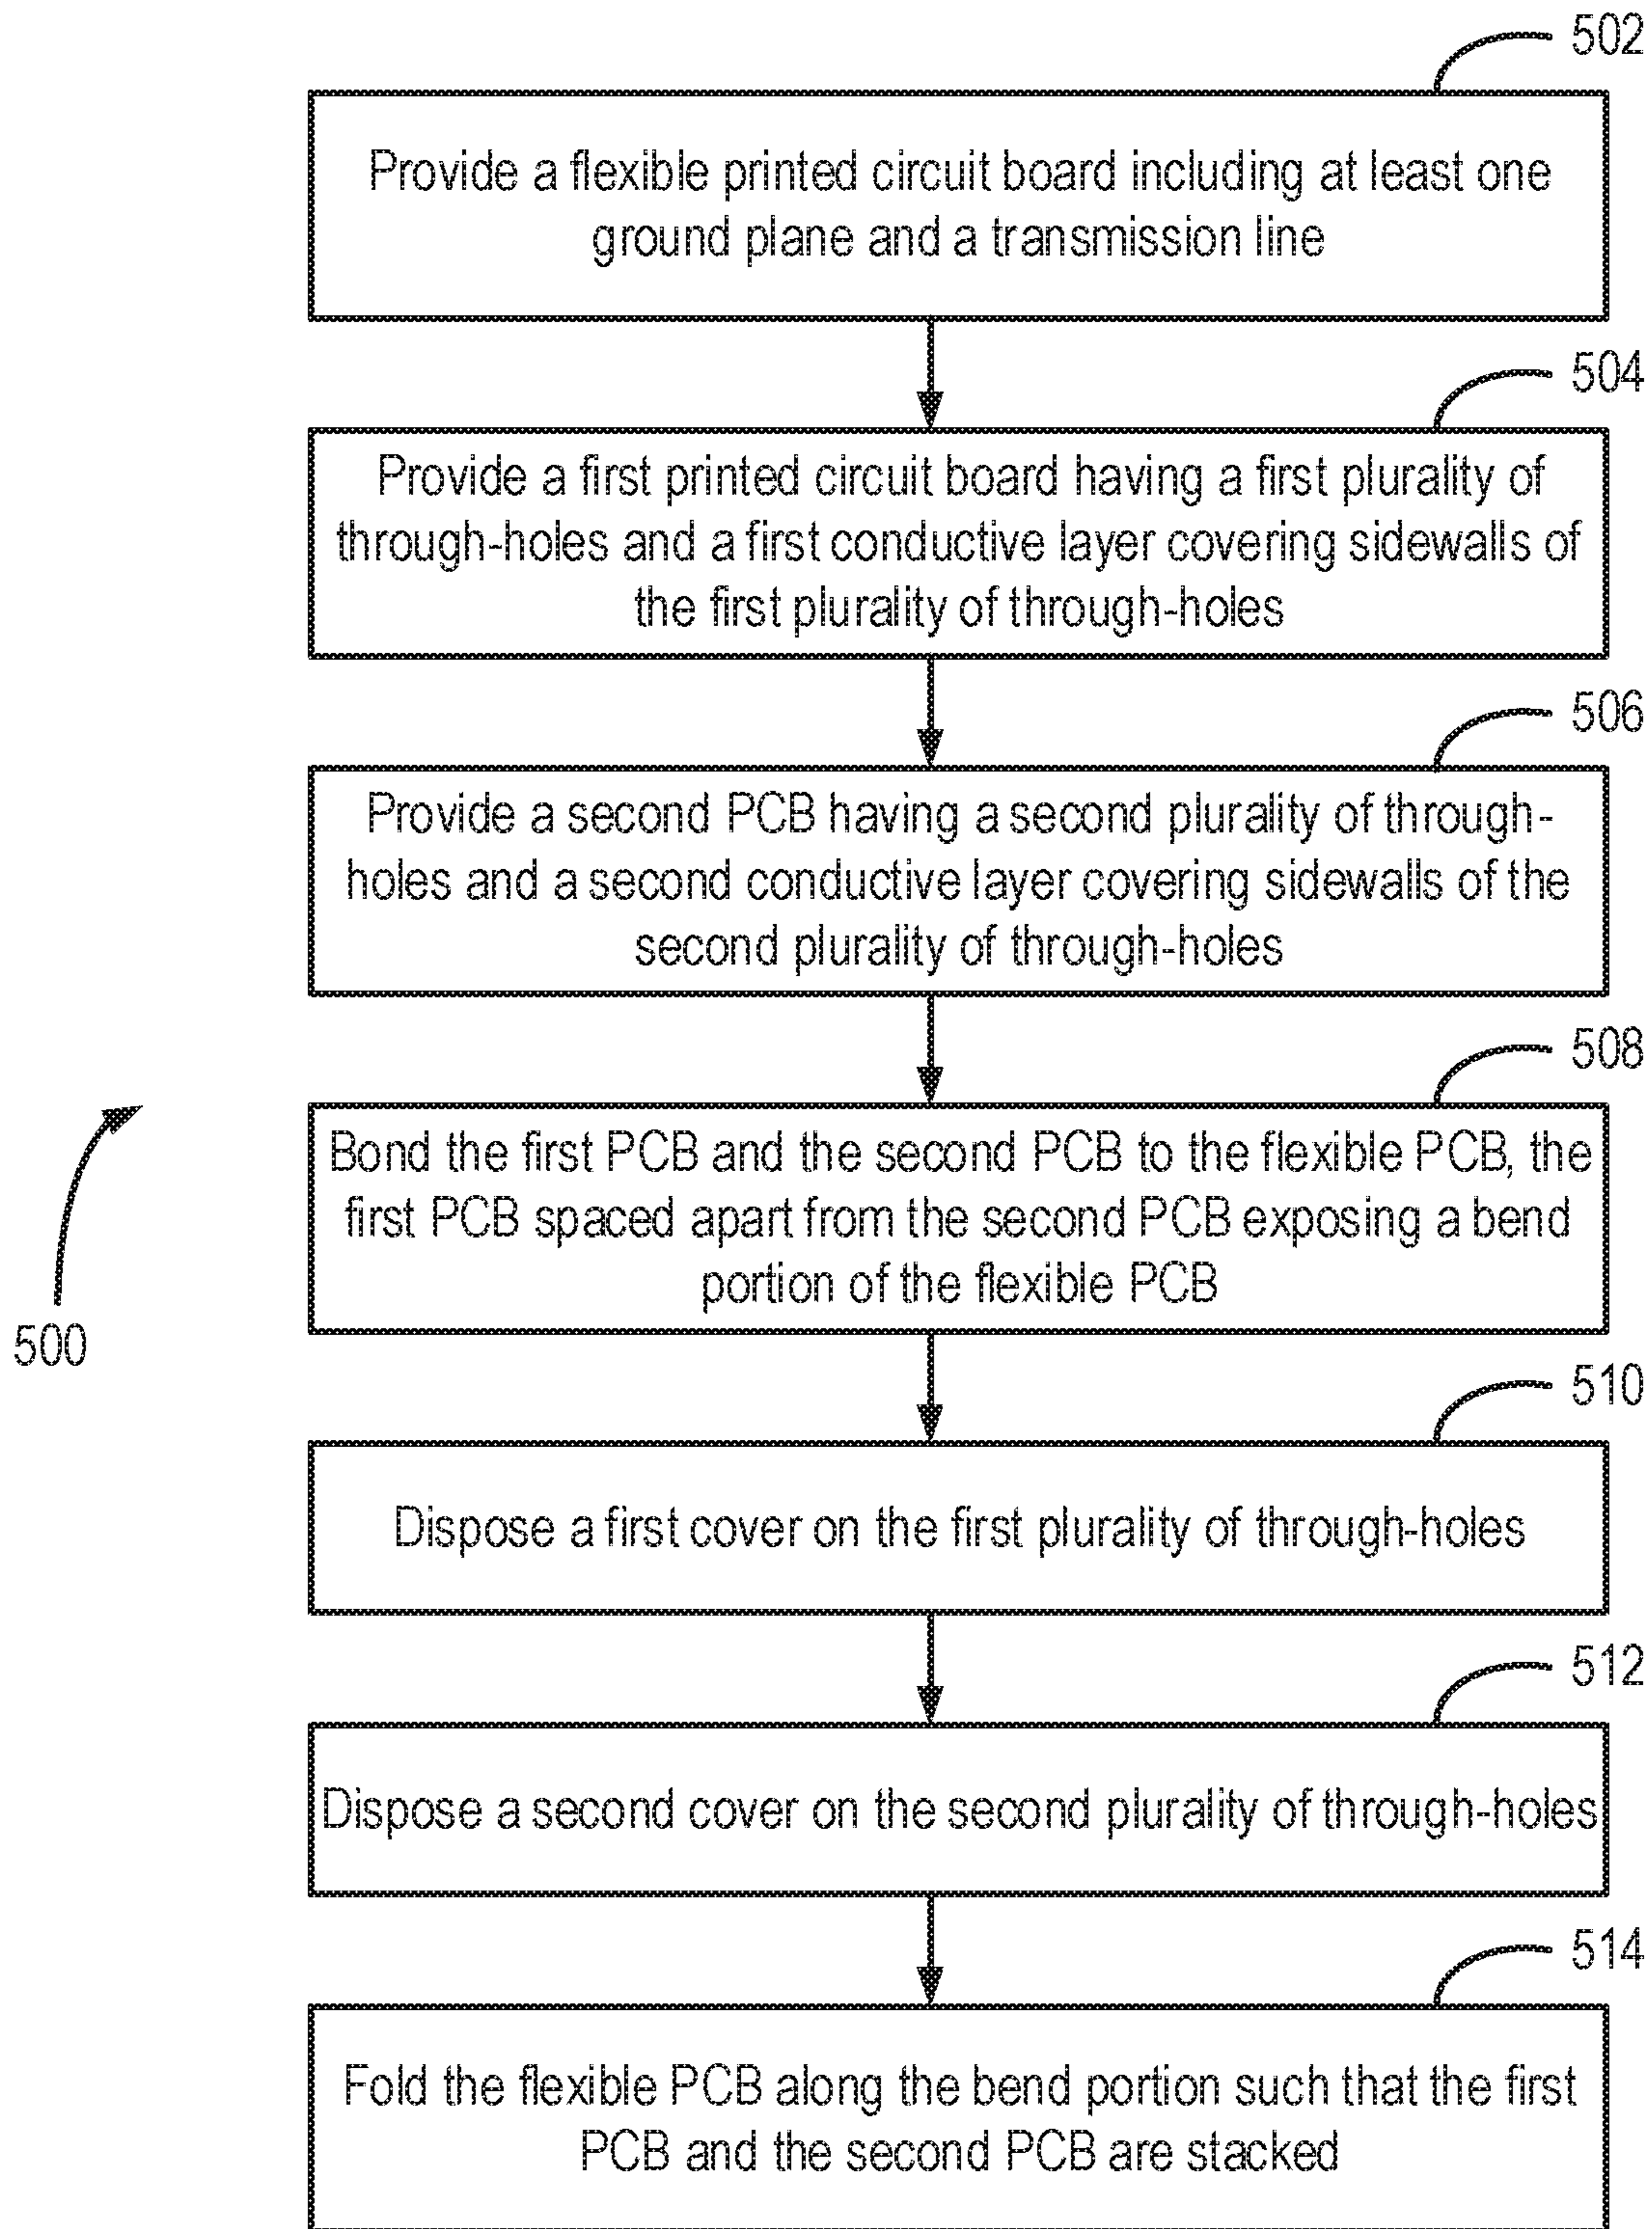 502
Provide a flexible printed circuit board including at least one
ground plane and a transmission line
504
Provide a first printed circuit board having a first plurality of
through-holes and a first conductive layer covering sidewalls of
the first plurality of through-holes
506
Provide a second PCB having a second plurality of through-
holes and a second conductive layer covering sidewalls of the
second plurality of through-holes
508
Bond the first PCB and the second PCB to the flexible PCB, the
first PCB spaced apart from the second PCB exposing a bend
portion of the flexible PCB
500
510
Dispose a first cover on the first plurality of through-holes
512
Dispose a second cover on the second plurality of through-holes
514
Fold the flexible PCB along the bend portion such that the first
PCB and the second PCB are stacked